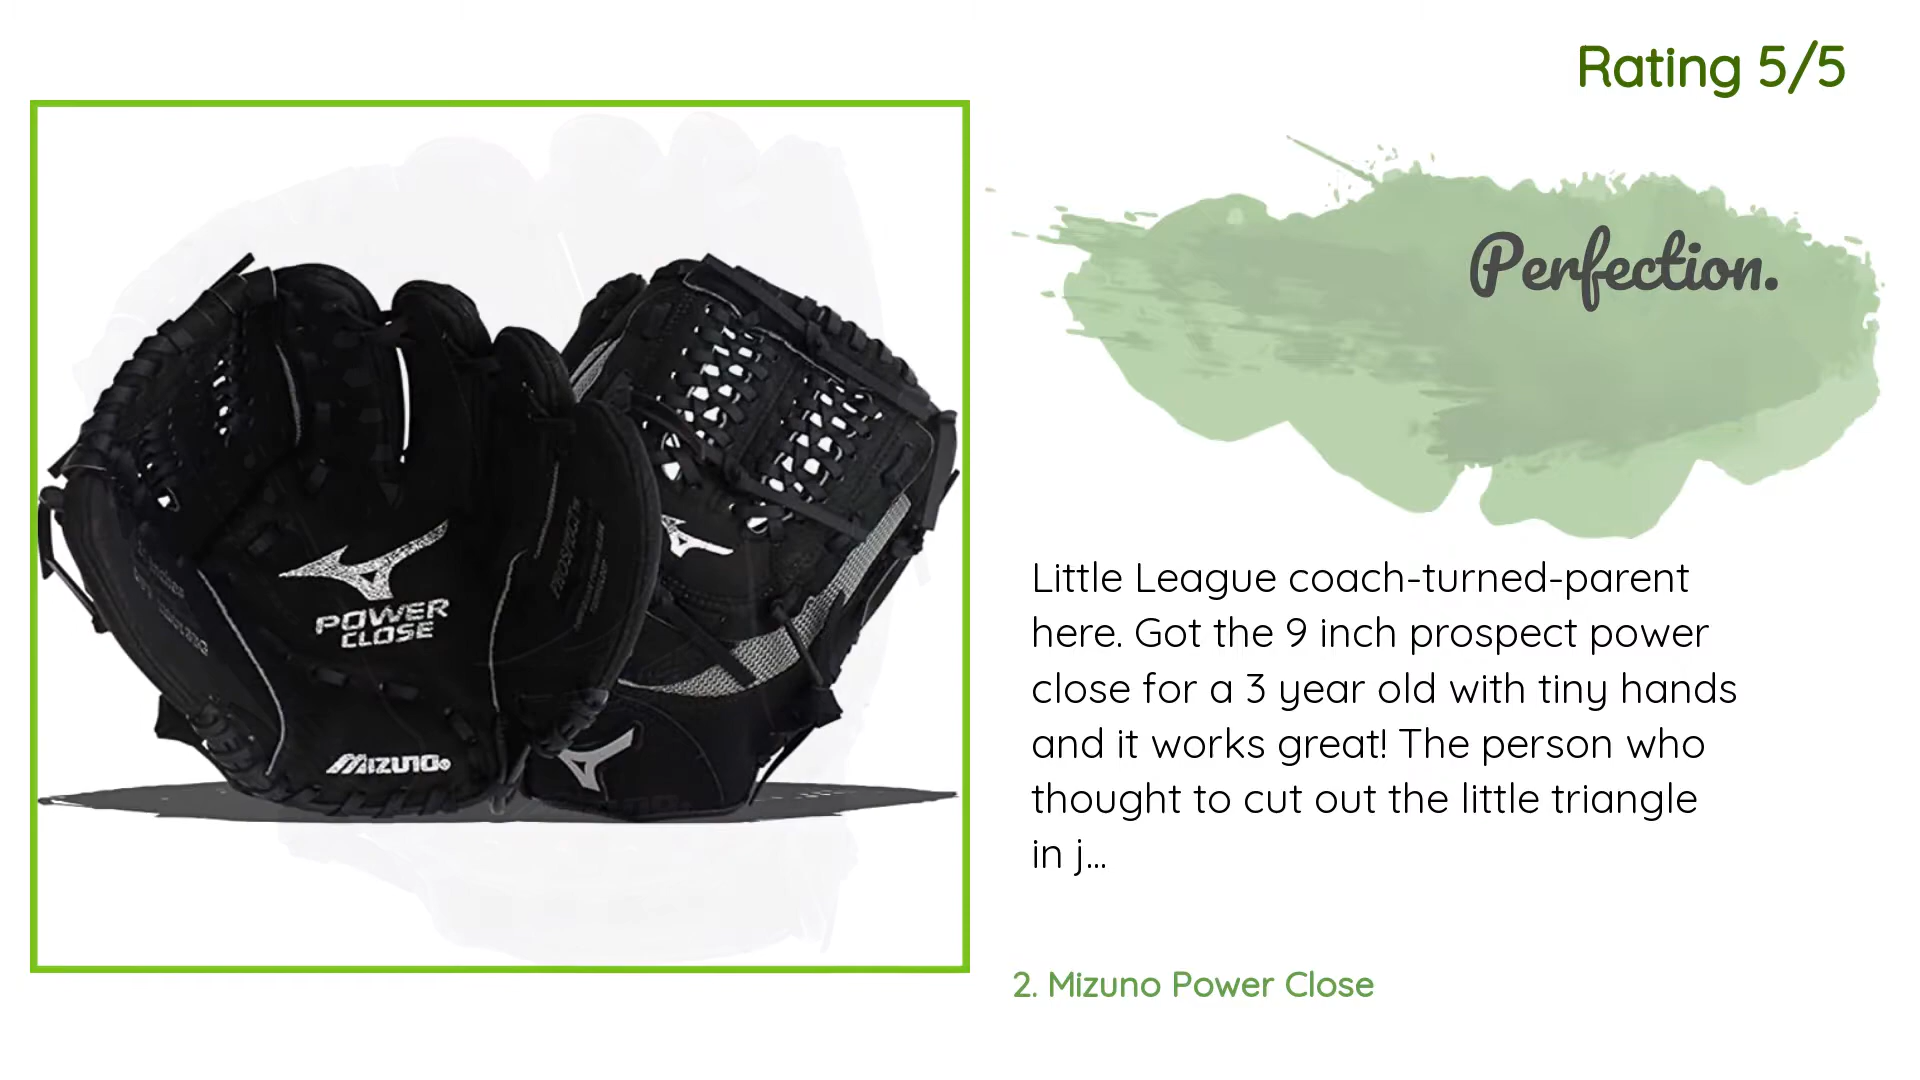 Rating 5/5
Perfection.
POWER
CLOSE
MIZUNO
Little League coach-turned-parent
here. Got the 9 inch prospect power
close for a 3 year old with tiny hands
and it works great! The person who
thought to cut out the little triangle
in j...
2. Mizuno Power Close